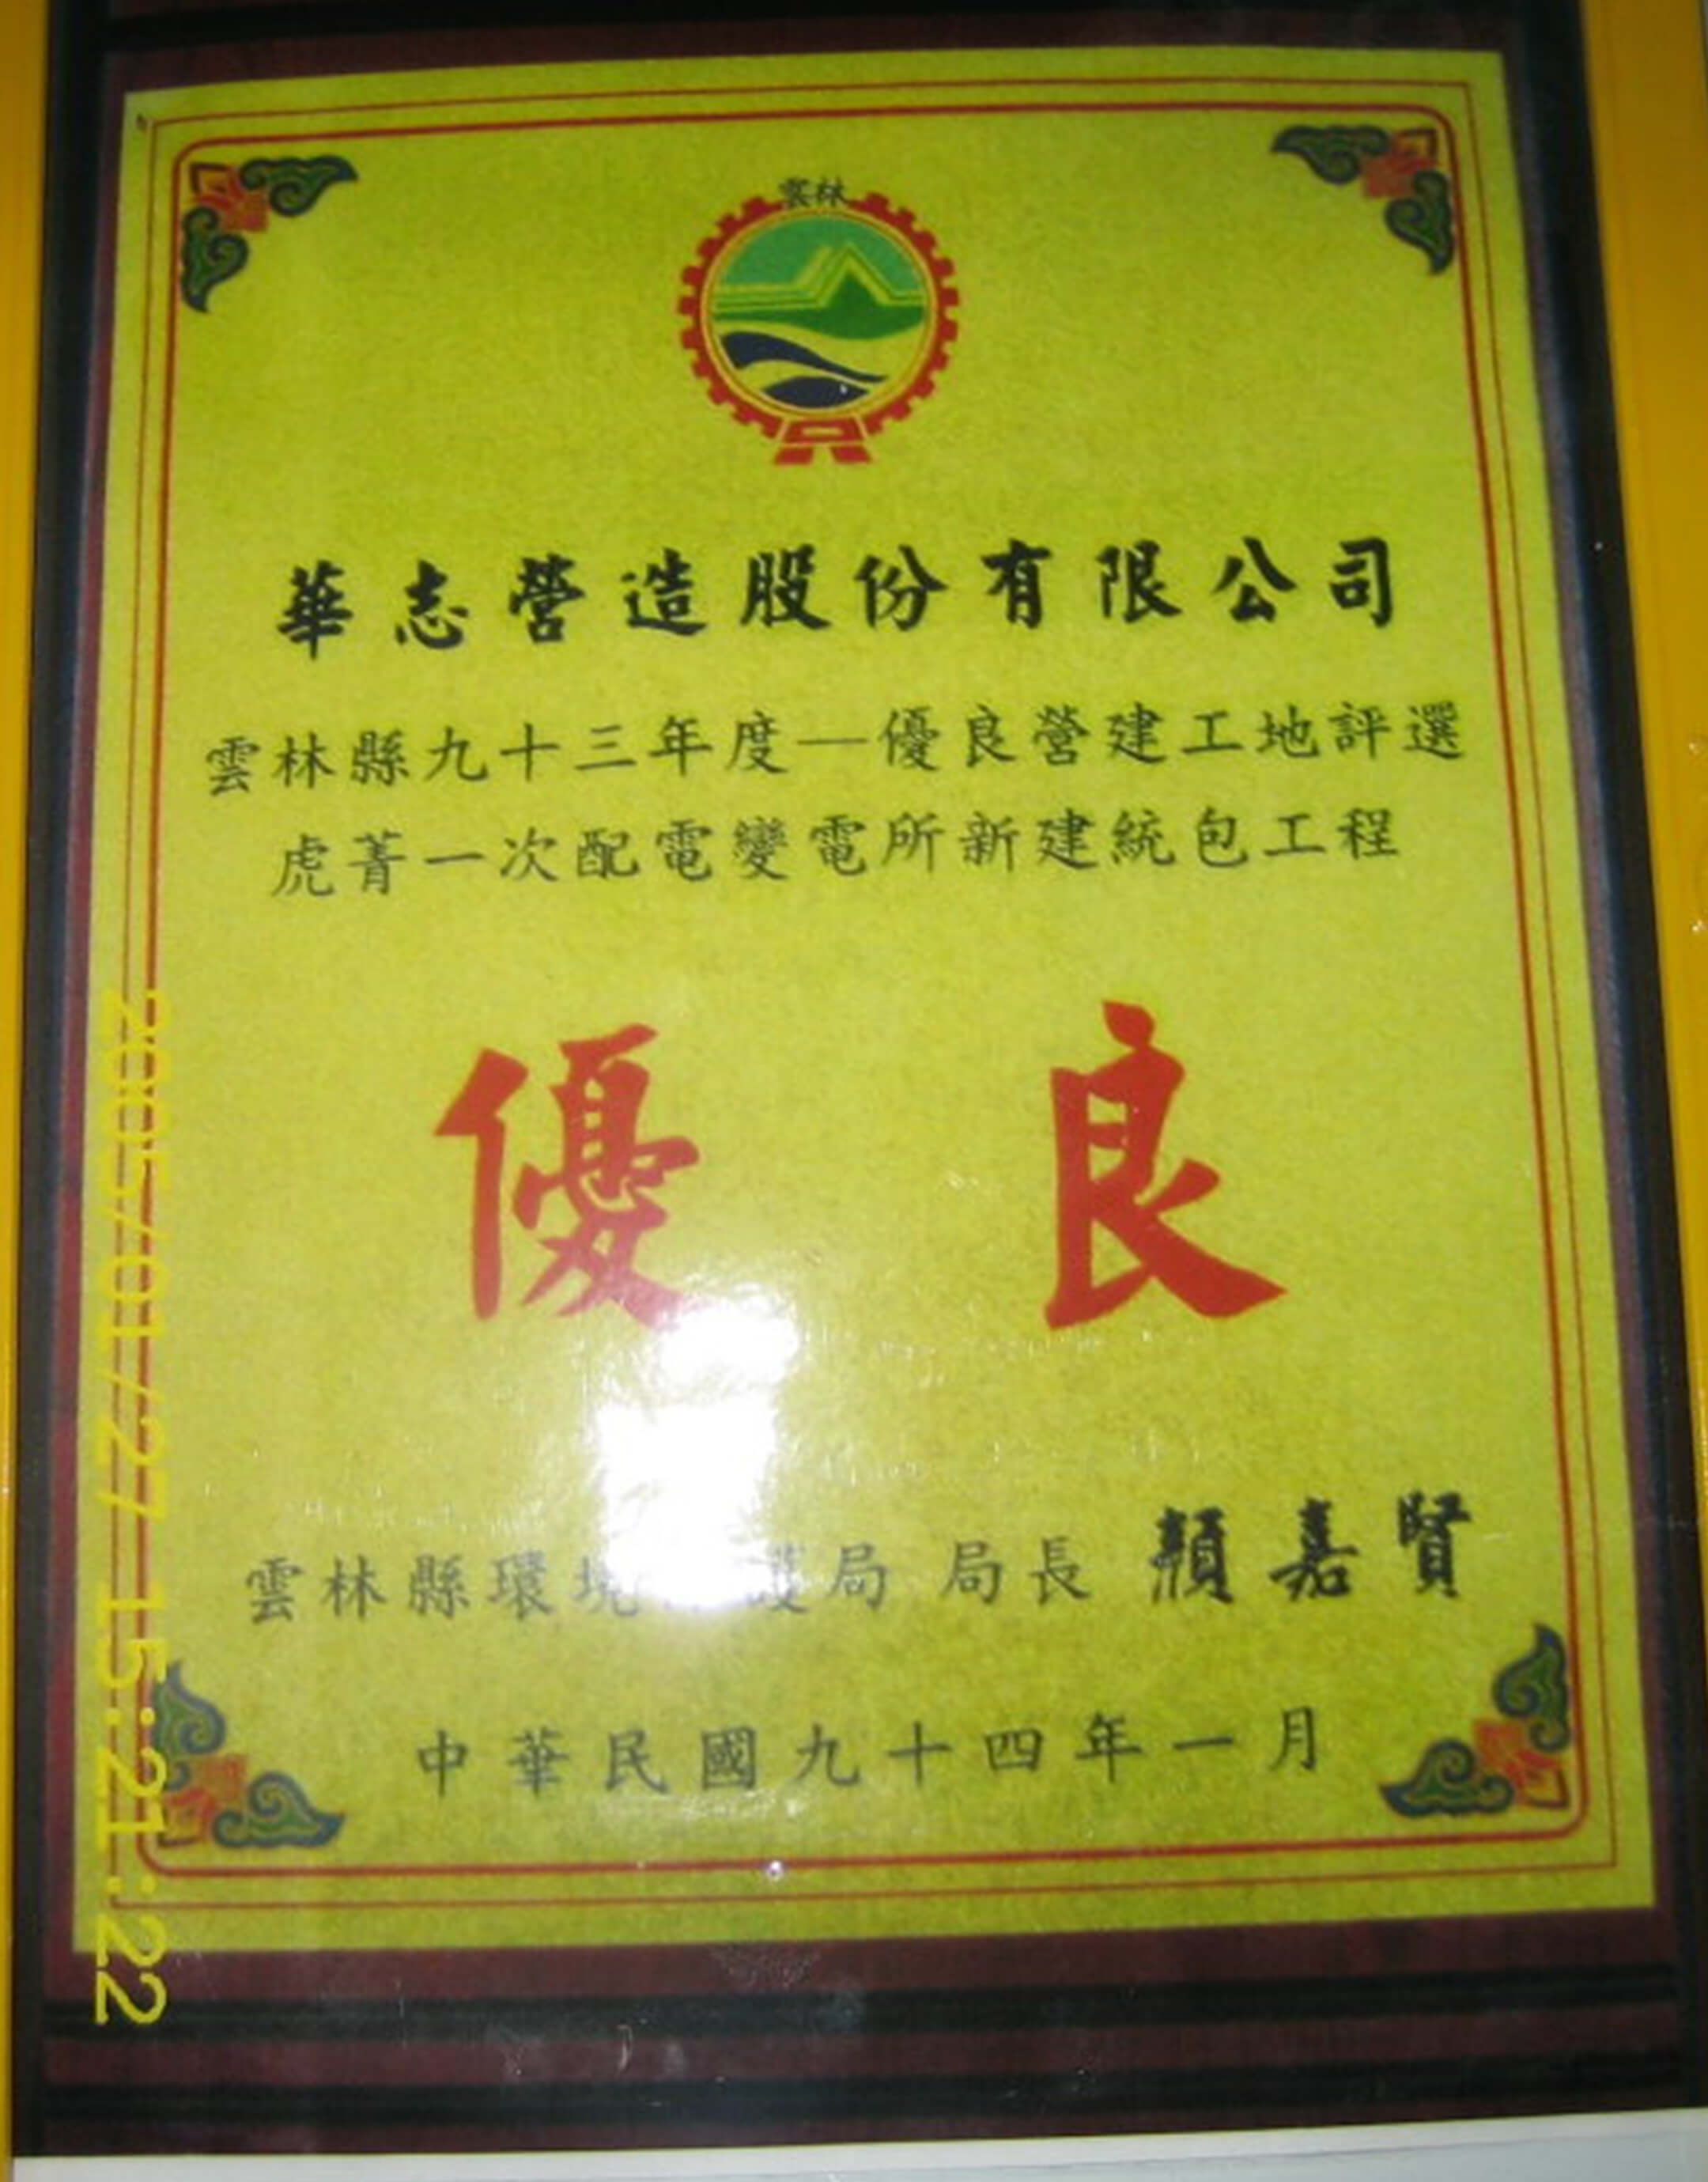 雲林
華志營造股份有限公司
雲林縣九十三年度—優良營建工地評選
虎菁一次配電變電所新建統包工程
優良
雲林縣環境 護局 局長 顏嘉賢
中華民國九十四年一月
2005/01/27 15:21:22